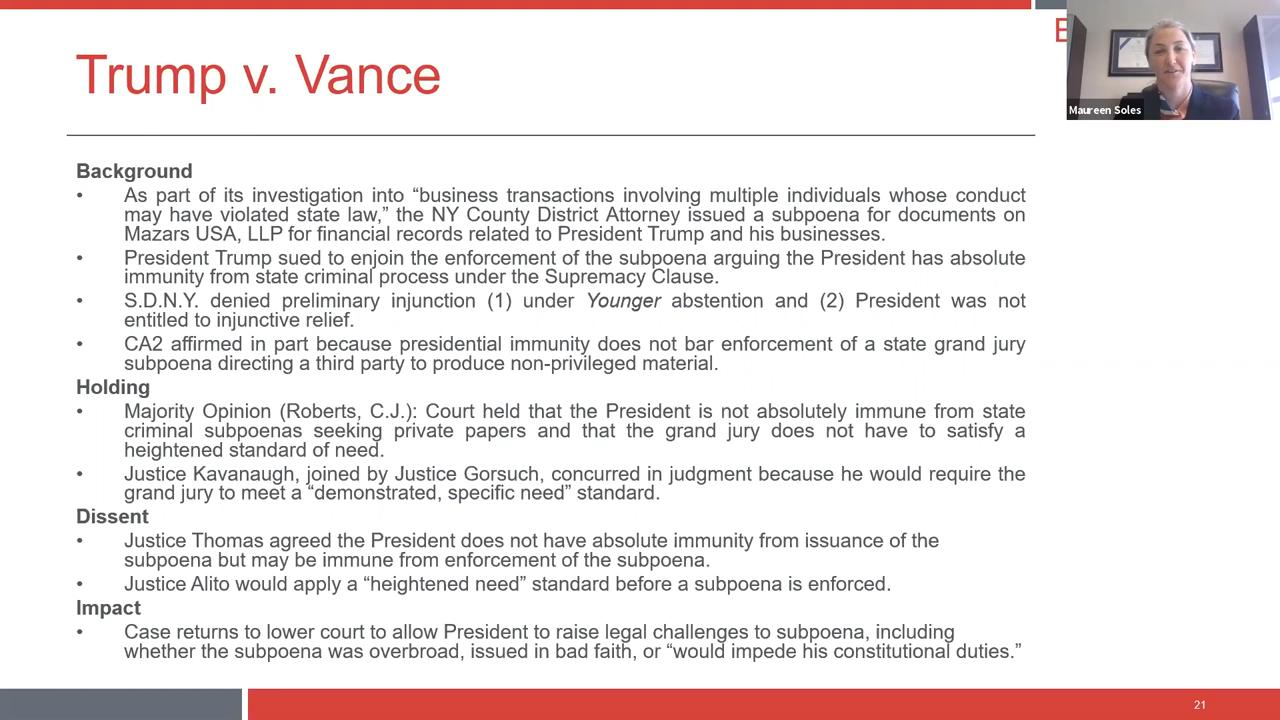 Trump v. Vance
E
Maureen Soles
Background
• As part of its investigation into “business transactions involving multiple individuals whose conduct
may have violated state law,” the NY County District Attorney issued a subpoena for documents on
Mazars USA, LLP for financial records related to President Trump and his businesses.
• President Trump sued to enjoin the enforcement of the subpoena arguing the President has absolute
immunity from state criminal process under the Supremacy Clause.
• S.D.N.Y. denied preliminary injunction (1) under Younger abstention and (2) President was not
entitled to injunctive relief.
• CA2 affirmed in part because presidential immunity does not bar enforcement of a state grand jury
subpoena directing a third party to produce non-privileged material.
Holding
• Majority Opinion (Roberts, C.J.): Court held that the President is not absolutely immune from state
criminal subpoenas seeking private papers and that the grand jury does not have to satisfy a
heightened standard of need.
• Justice Kavanaugh, joined by Justice Gorsuch, concurred in judgment because he would require the
grand jury to meet a “demonstrated, specific need” standard.
Dissent
• Justice Thomas agreed the President does not have absolute immunity from issuance of the
subpoena but may be immune from enforcement of the subpoena.
• Justice Alito would apply a “heightened need” standard before a subpoena is enforced.
Impact
• Case returns to lower court to allow President to raise legal challenges to subpoena, including
whether the subpoena was overbroad, issued in bad faith, or “would impede his constitutional duties.”
21